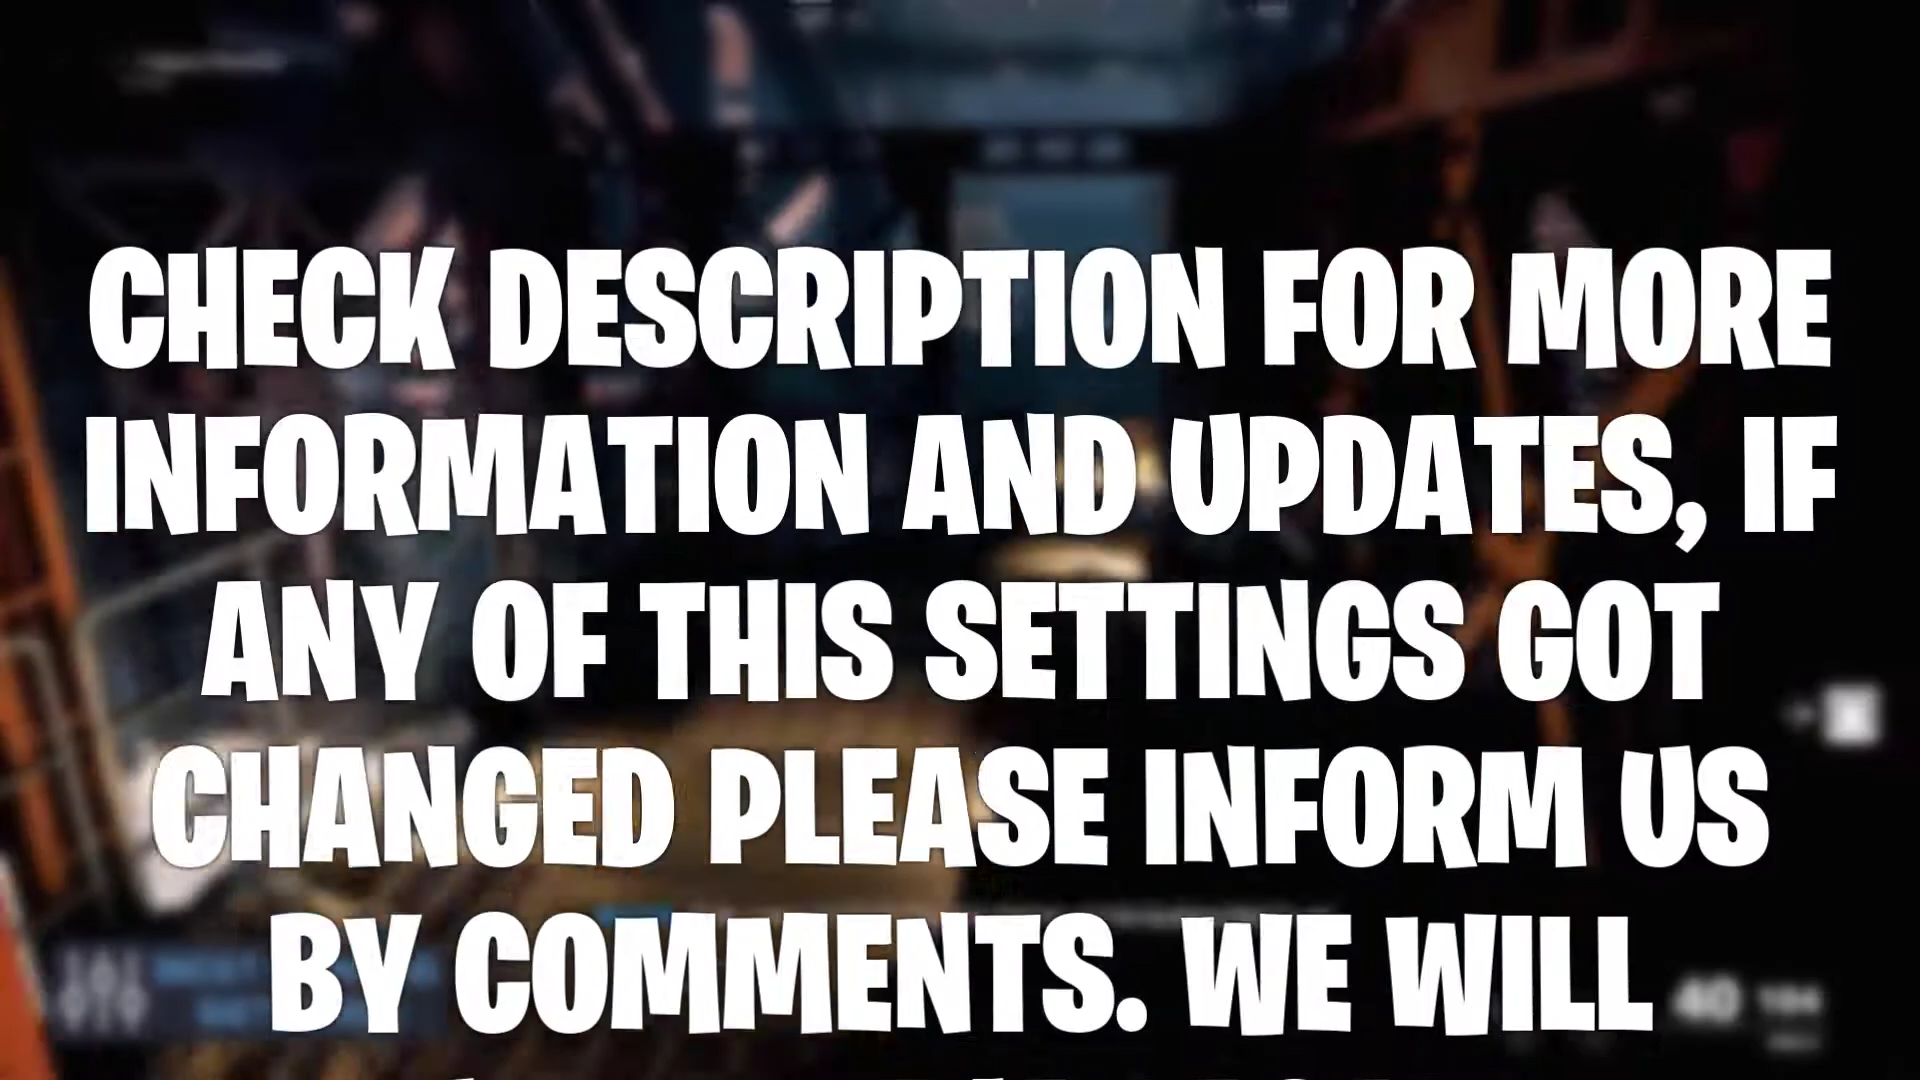 CHECK DESCRIPTION FOR MORE
INFORMATION AND UPDATES, IF
ANY OF THIS SETTINGS GOT
CHANGED PLEASE INFORM US
BY COMMENTS. WE WILL
40